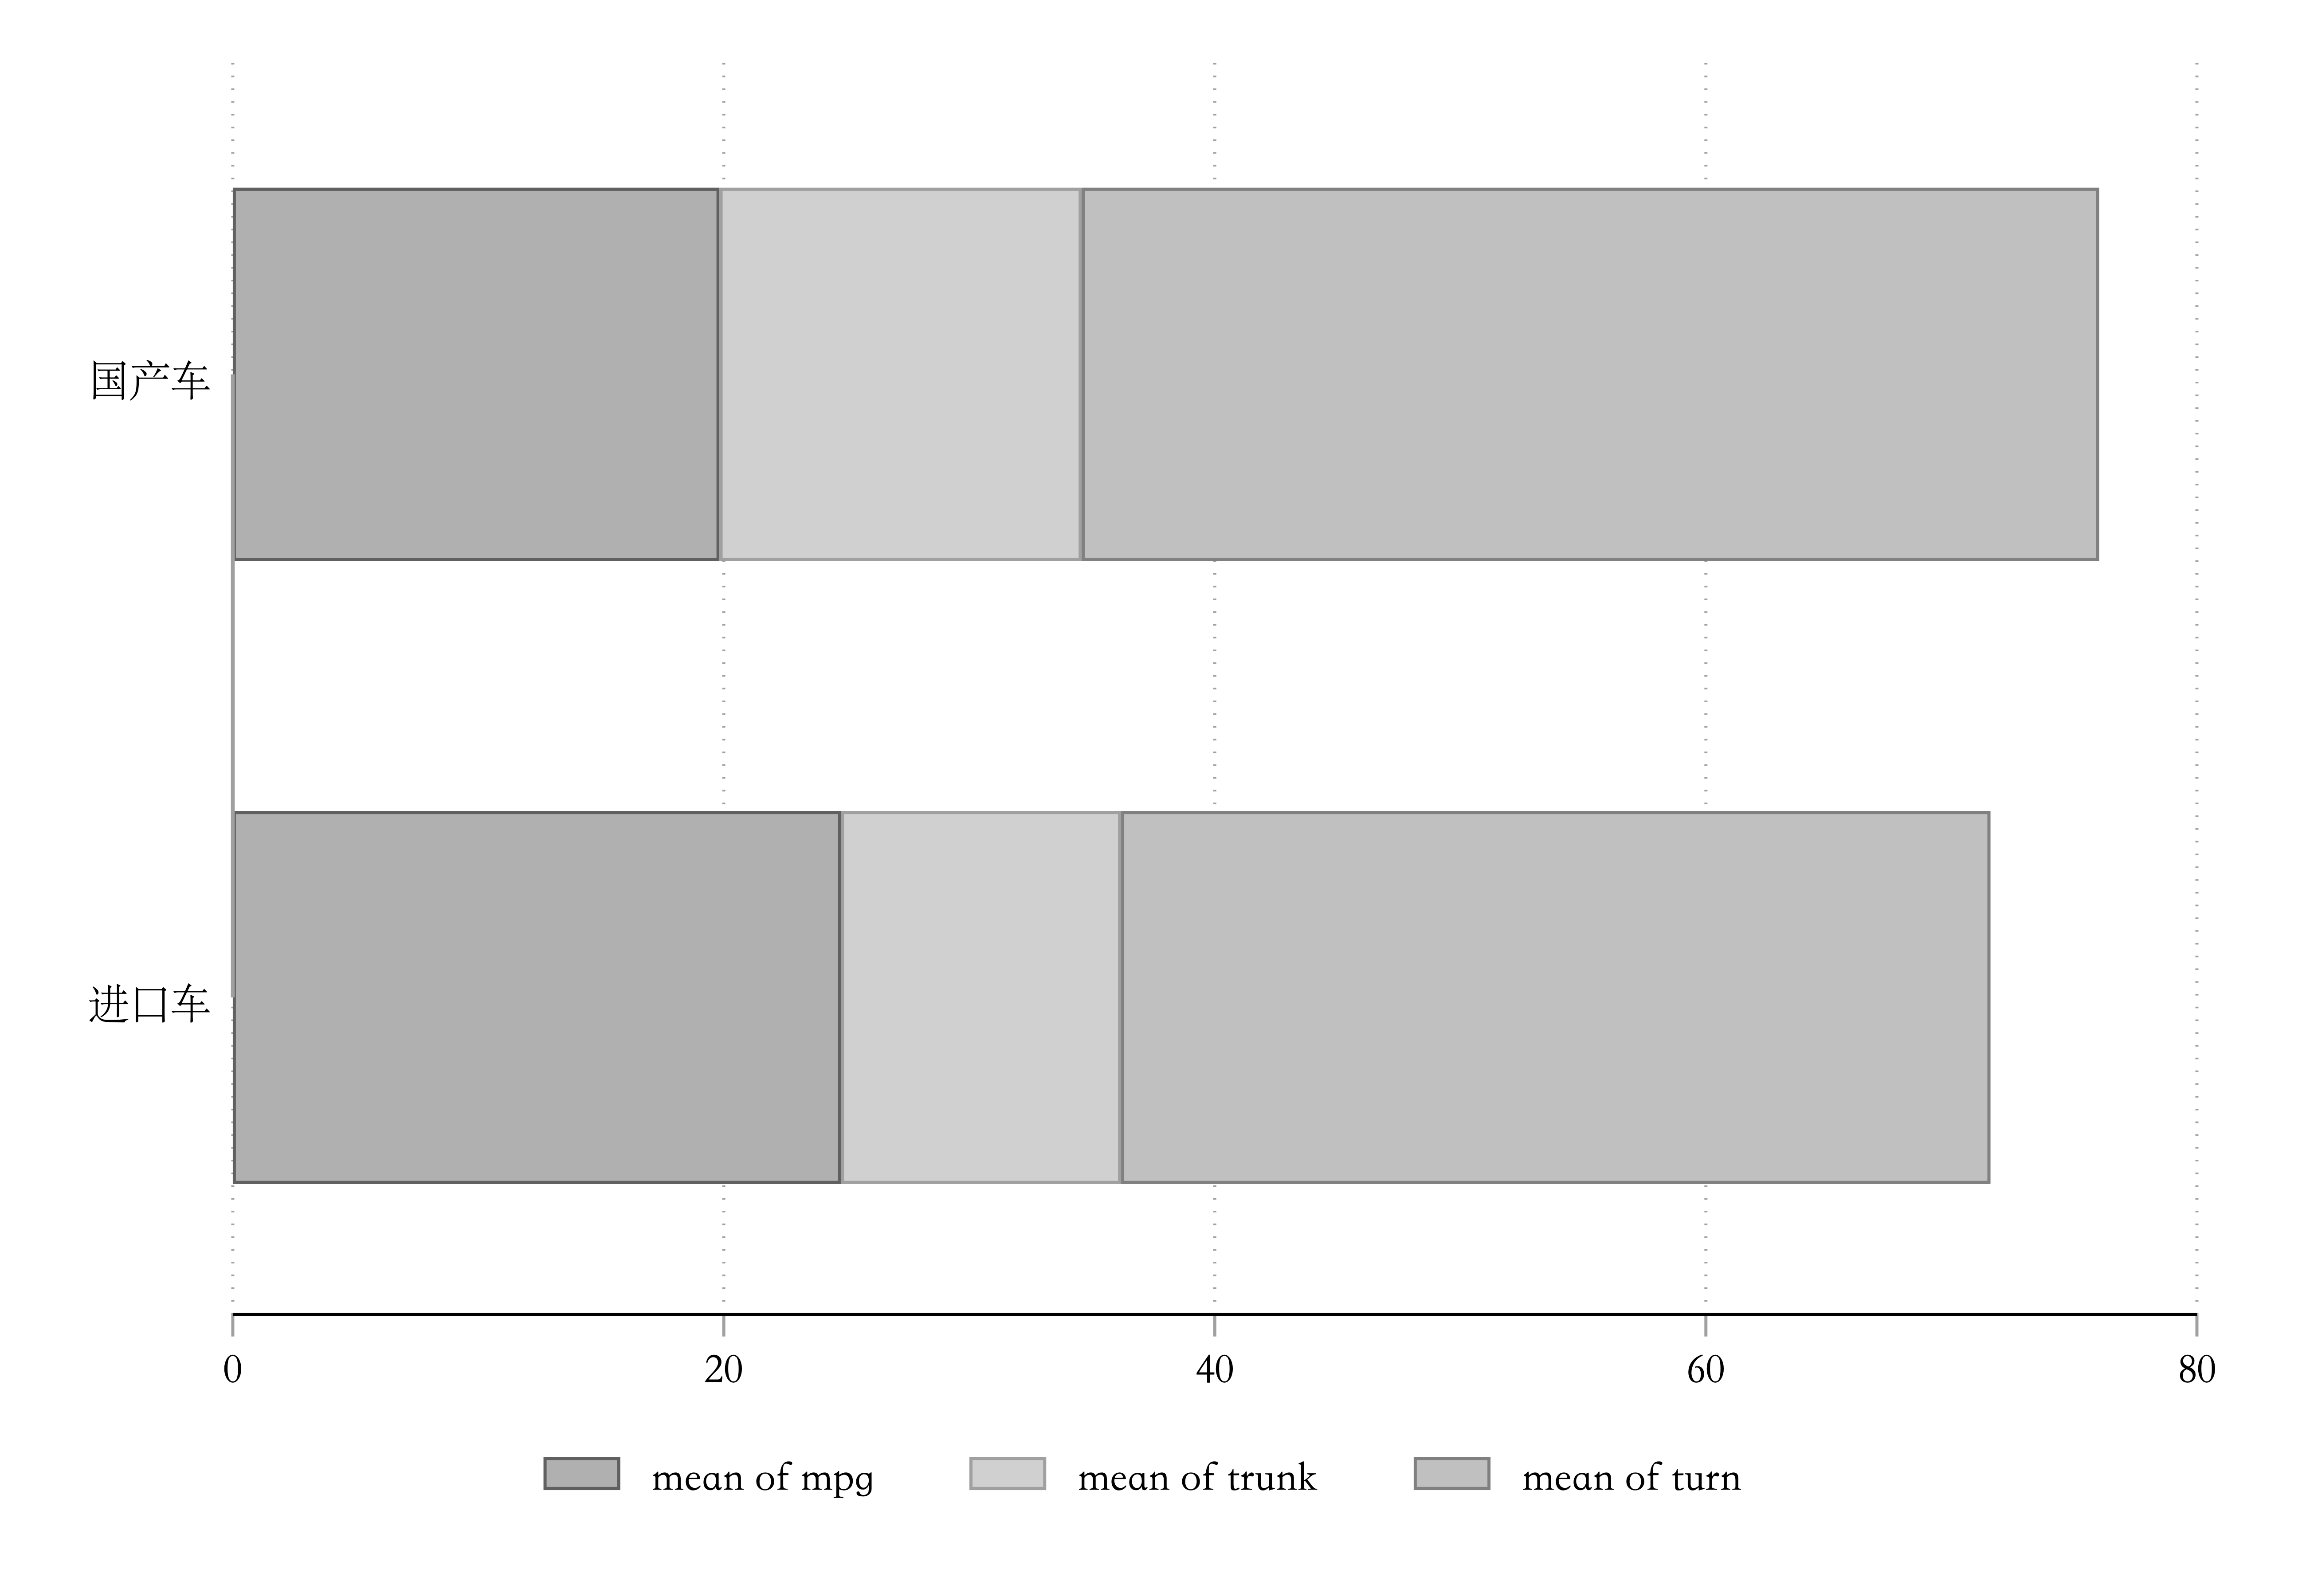 国产车
进口车
0 20 40 60 80
mean of mpg mean of trunk mean of turn